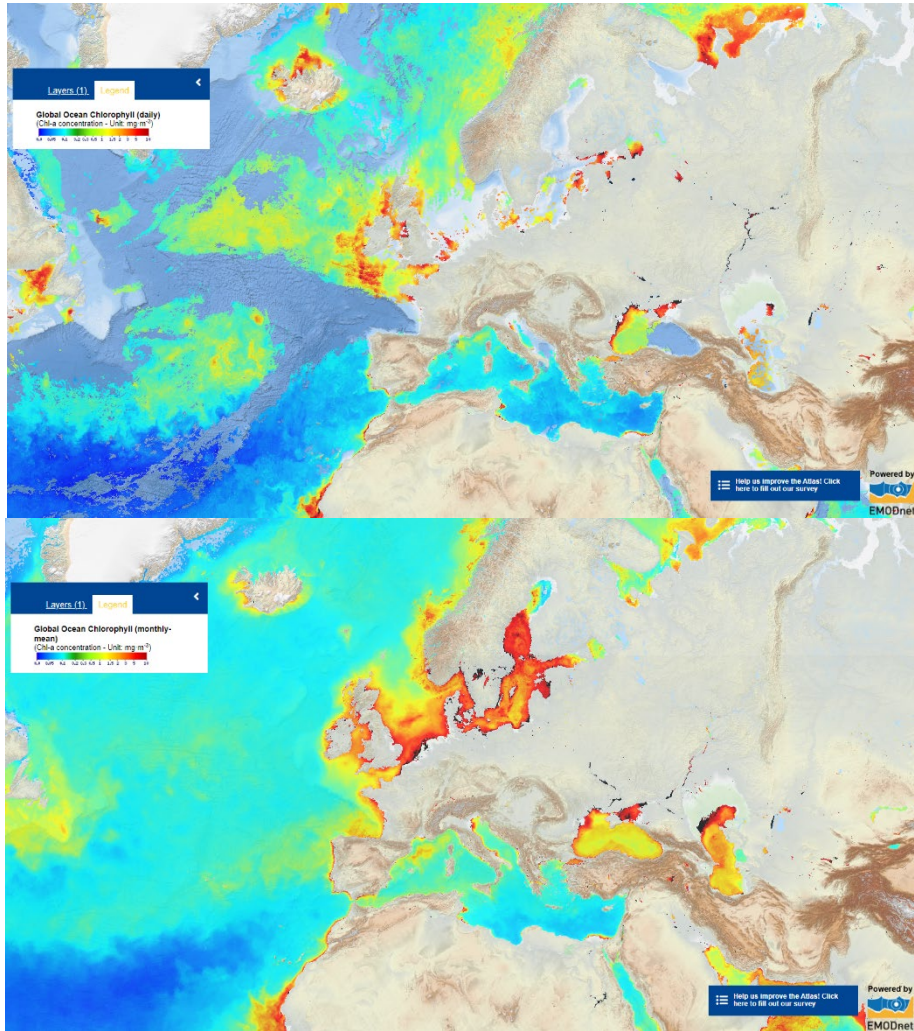 Layers (1) Legend
Global Ocean Chlorophyll (daily)
(Chl-a concentration - Unit: mg·m⁻³)
Help us improve the Atlas! Click
here to fill out our survey
Powered by
EMODnet
Layers (1) Legend
Global Ocean Chlorophyll (monthly-
mean)
(Chl-a concentration - Unit: mg·m⁻³)
Help us improve the Atlas! Click
here to fill out our survey
Powered by
EMODnet